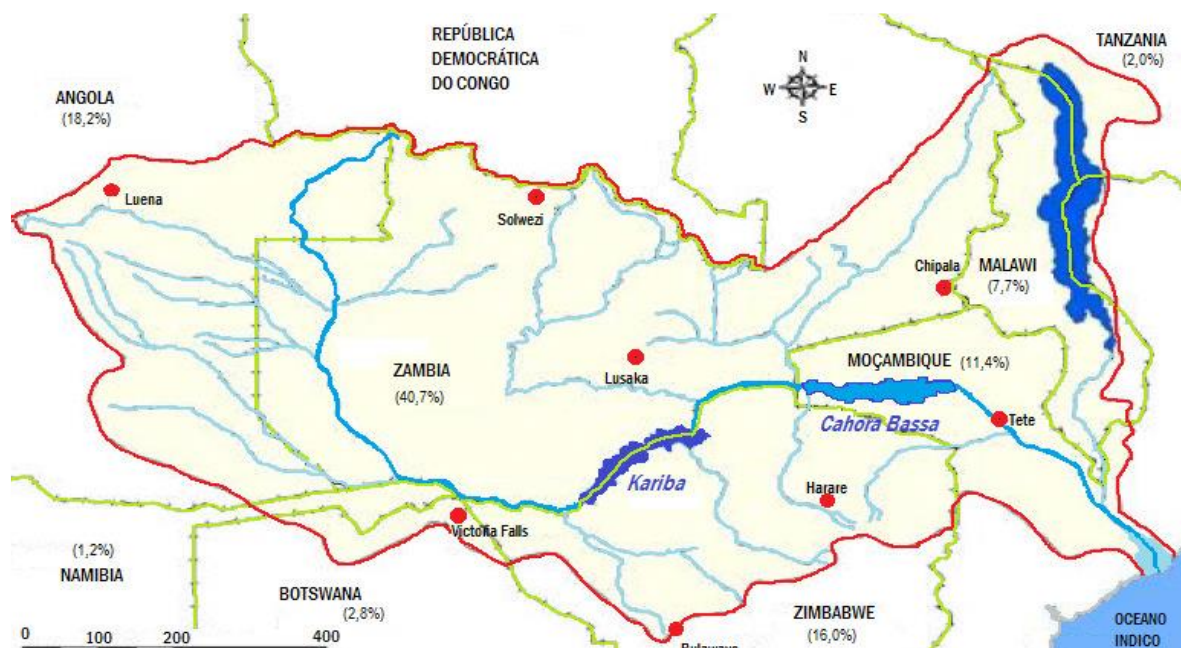 REPÚBLICA
DEMOCRÁTICA
DO CONGO
TANZANIA
(2,0%)
N
W E
S
ANGOLA
(18,2%)
Luena
Solwezi
Chipala
MALAWI
(7,7%)
ZAMBIA
(40,7%)
Lusaka
MOÇAMBIQUE (11,4%)
Cahora Bassa
Tete
Kariba
Harare
Victoria Falls
(1,2%)
NAMIBIA
BOTSWANA
(2,8%)
ZIMBABWE
(16,0%)
OCEANO
INDICO
0 100 200 400